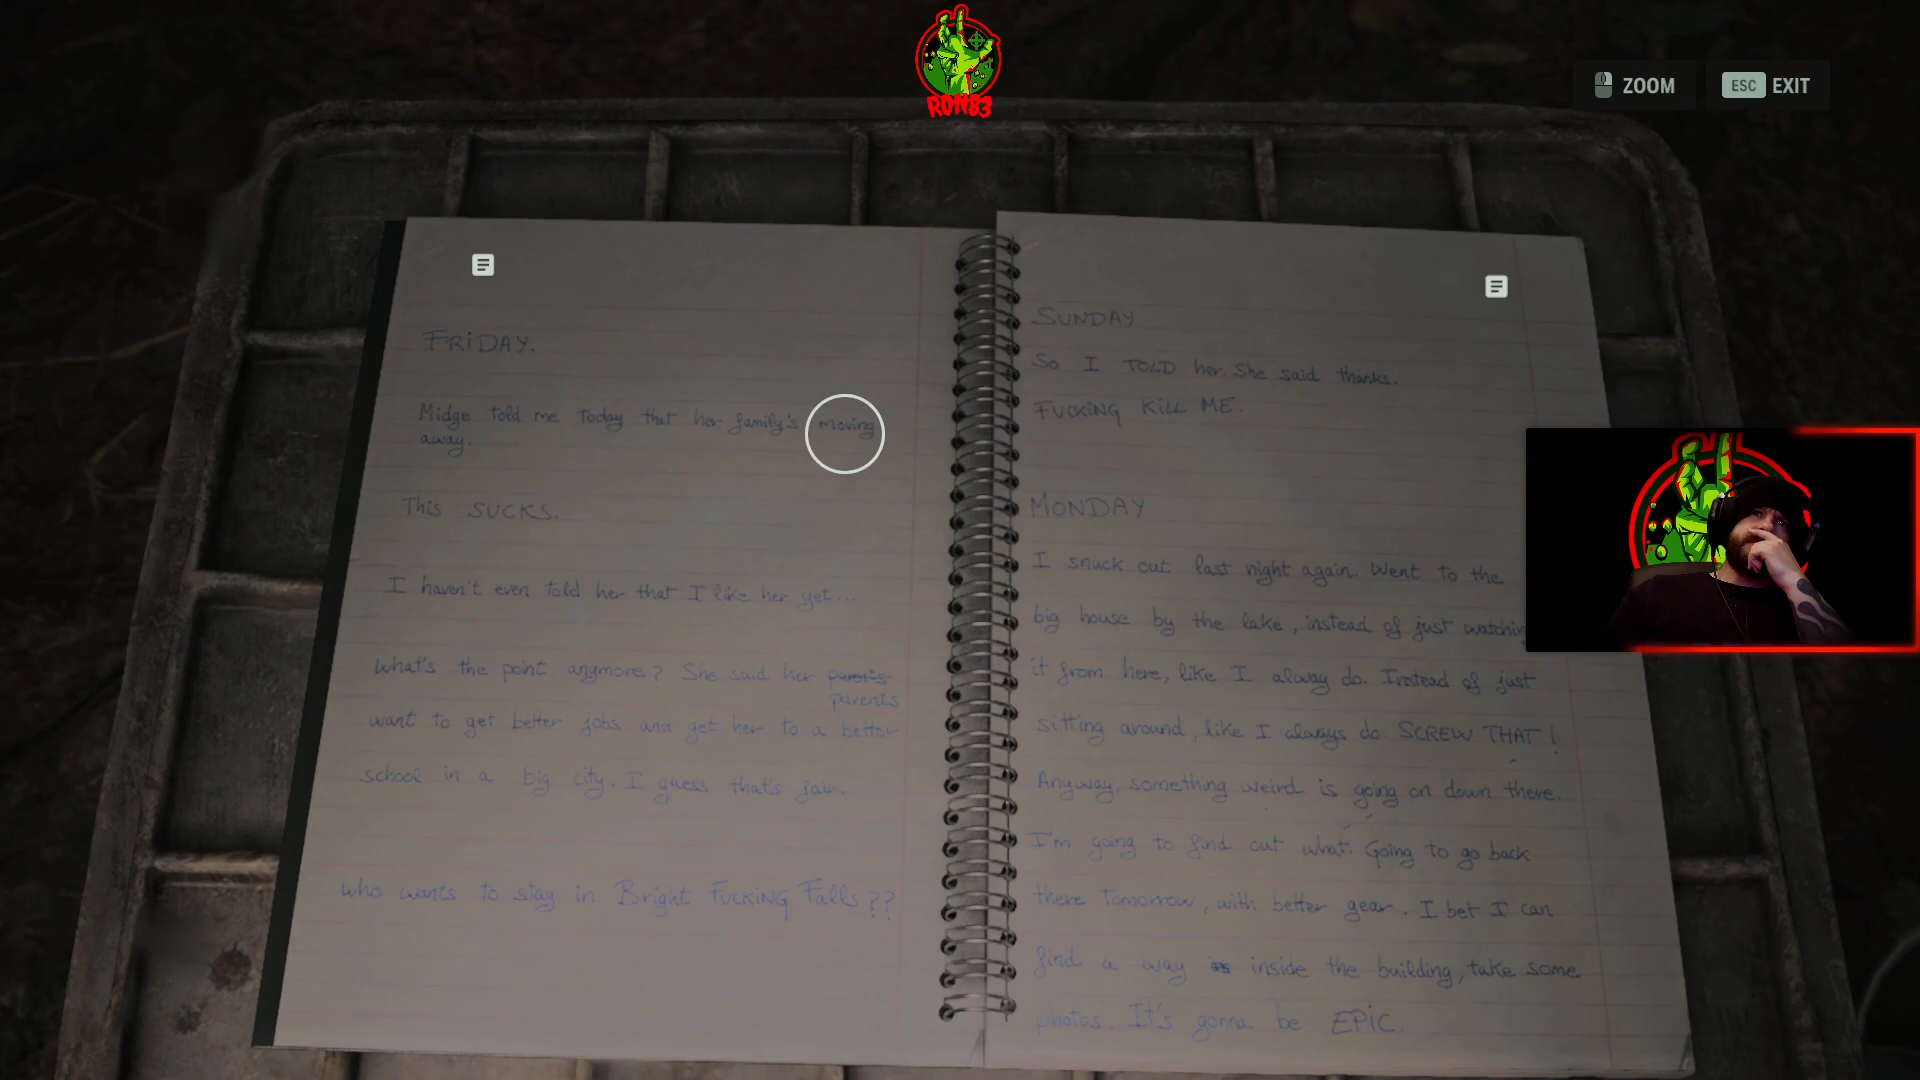 RON83
ZOOM
ESC EXIT
FRIDAY.
Midge told me today that her family's moving
away.
This SUCKS.
I haven't even told her that I like her yet...
what's the point anymore? She said her
parents
want to get better jobs and get her to a better
school in a big city. I guess that's fair.
who wants to stay in Bright FUCKING Falls??
SUNDAY
So I TOLD her. She said thanks.
FUCKING KILL ME.
MONDAY
I snuck out last night again. Went to the
big house by the lake, instead of just watchin
it from here, like I alway do. Instead of just
sitting around, like I always do. SCREW THAT!
Anyway, something weird is going on down there.
I'm going to find out what. Going to go back
there tomorrow, with better gear. I bet I can
find a way inside the building, take some
photos. It's gonna be EPIC.